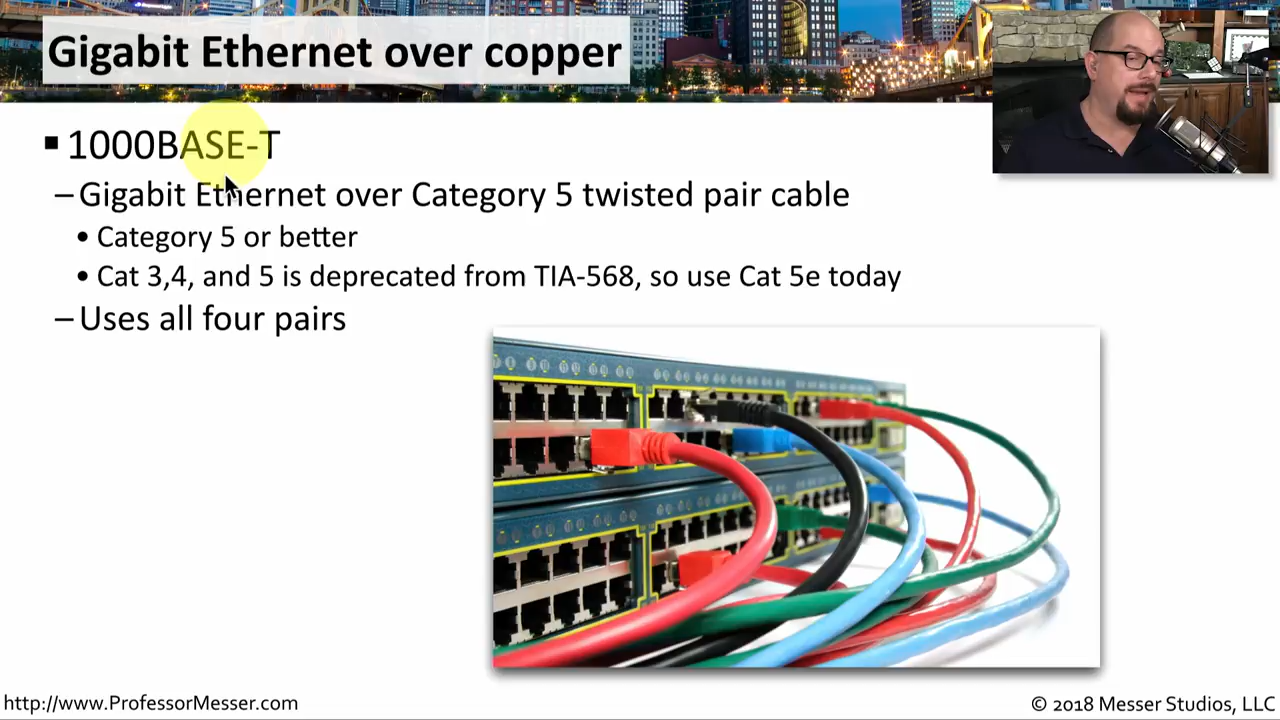 Gigabit Ethernet over copper
▪ 1000BASE-T
–Gigabit Ethernet over Category 5 twisted pair cable
• Category 5 or better
• Cat 3,4, and 5 is deprecated from TIA-568, so use Cat 5e today
–Uses all four pairs
http://www.ProfessorMesser.com
© 2018 Messer Studios, LLC